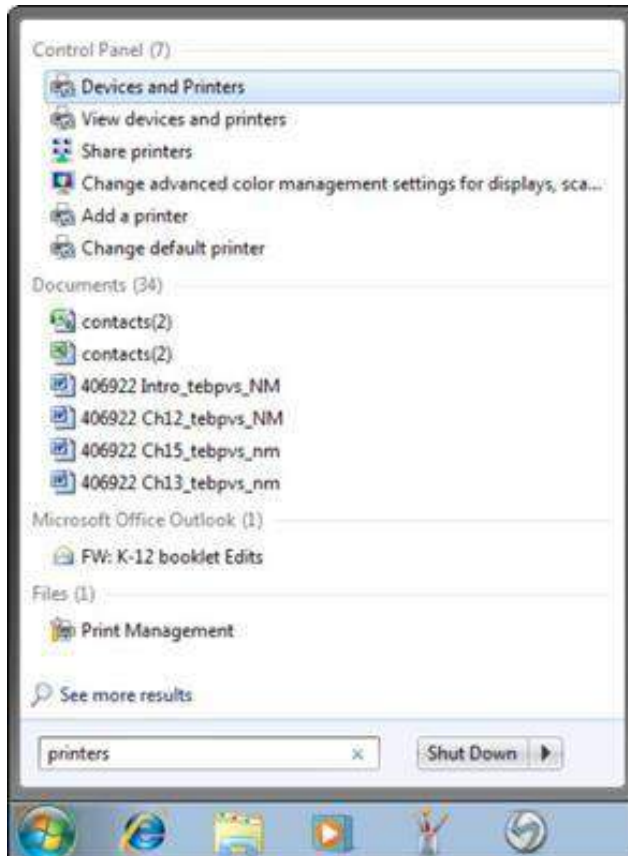 Control Panel (7)
Devices and Printers
View devices and printers
Share printers
Change advanced color management settings for displays, sca...
Add a printer
Change default printer
Documents (34)
contacts(2)
contacts(2)
406922 Intro_tebpvs_NM
406922 Ch12_tebpvs_NM
406922 Ch15_tebpvs_nm
406922 Ch13_tebpvs_nm
Microsoft Office Outlook (1)
FW: K-12 booklet Edits
Files (1)
Print Management
See more results
printers
Shut Down